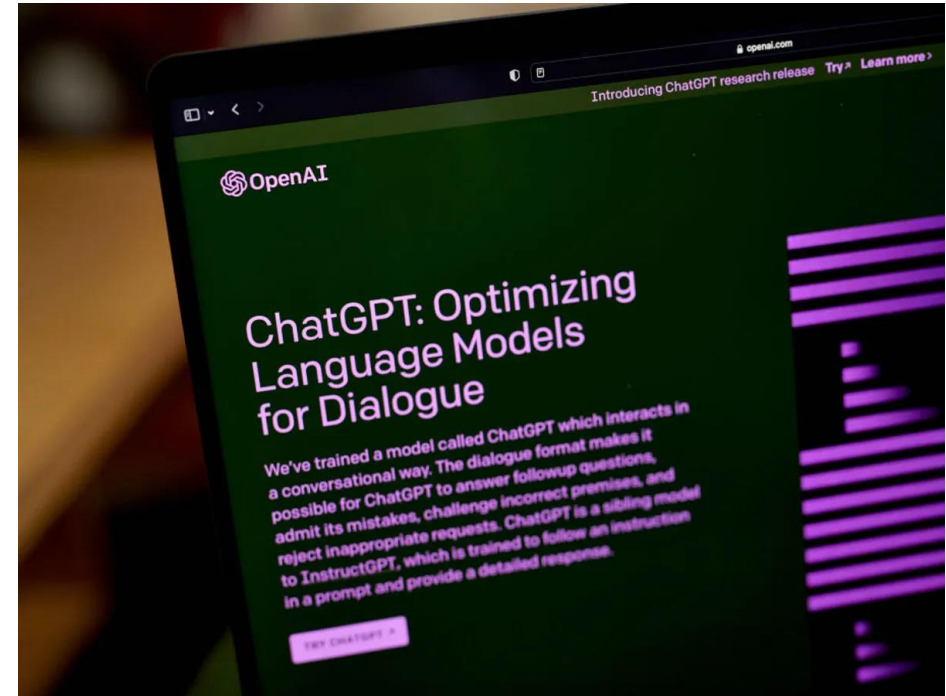 openai.com
Introducing ChatGPT research release Try↗ Learn more›
OpenAI
ChatGPT: Optimizing
Language Models
for Dialogue
We've trained a model called ChatGPT which interacts in
a conversational way. The dialogue format makes it
possible for ChatGPT to answer followup questions,
admit its mistakes, challenge incorrect premises, and
reject inappropriate requests. ChatGPT is a sibling model
to InstructGPT, which is trained to follow an instruction
in a prompt and provide a detailed response.
TRY CHATGPT ↗